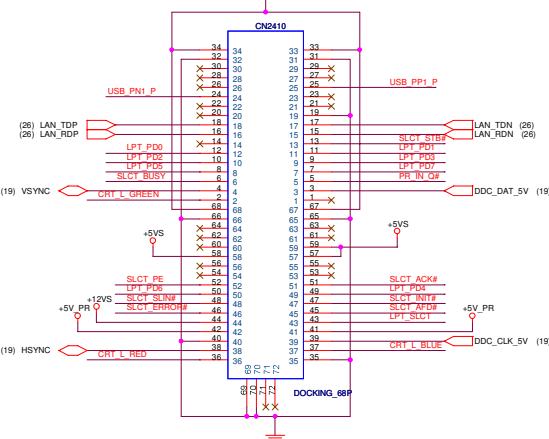 CN2410
34 34 33 33
32 32 31 31
30 30 29 29
28 28 27 27
26 26 25 25 USB_PP1_P
USB_PN1_P 24 24 23 23
22 22 21 21
20 20 19 19
(26) LAN_TDP 18 18 17 17 LAN_TDN (26)
(26) LAN_RDP 16 16 15 15 LAN_RDN (26)
14 14 13 13 SLCT_STB#
LPT_PD0 12 12 11 11 LPT_PD1
LPT_PD2 10 10 9 9 LPT_PD3
LPT_PD5 8 8 7 7 LPT_PD7
SLCT_BUSY 6 6 5 5 PR_IN_Q#
(19) VSYNC 4 4 3 3 DDC_DAT_5V (19)
CRT_L_GREEN 2 2 1 1
68 68 67 67
66 66 65 65
64 64 63 63
+5VS 62 62 61 61 +5VS
60 60 59 59
58 58 57 57
56 56 55 55
54 54 53 53
SLCT_PE 52 52 51 51 SLCT_ACK#
LPT_PD6 50 50 49 49 LPT_PD4
+12VS SLCT_SLIN# 48 48 47 47 SLCT_INIT#
+5V_PR SLCT_ERROR# 46 46 45 45 SLCT_AFD# +5V_PR
44 44 43 43 LPT_SLCT
42 42 41 41
40 40 39 39 DDC_CLK_5V (19)
(19) HSYNC 38 38 37 37 CRT_L_BLUE
CRT_L_RED 36 36 35 35
69 70 71 72
69 70 71 72
DOCKING_68P